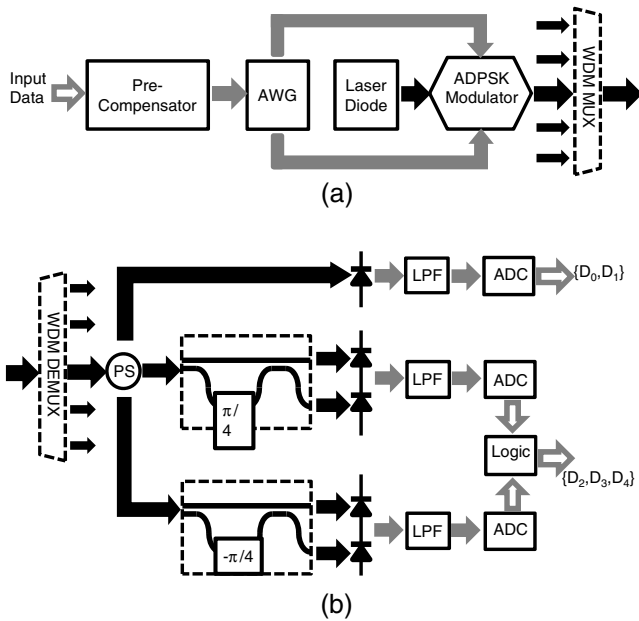 Input Data
Pre-Compensator
AWG
Laser Diode
ADPSK Modulator
WDM MUX
(a)
WDM DEMUX
PS
LPF
ADC
{D₀,D₁}
π/4
LPF
ADC
Logic
{D₂,D₃,D₄}
-π/4
LPF
ADC
(b)